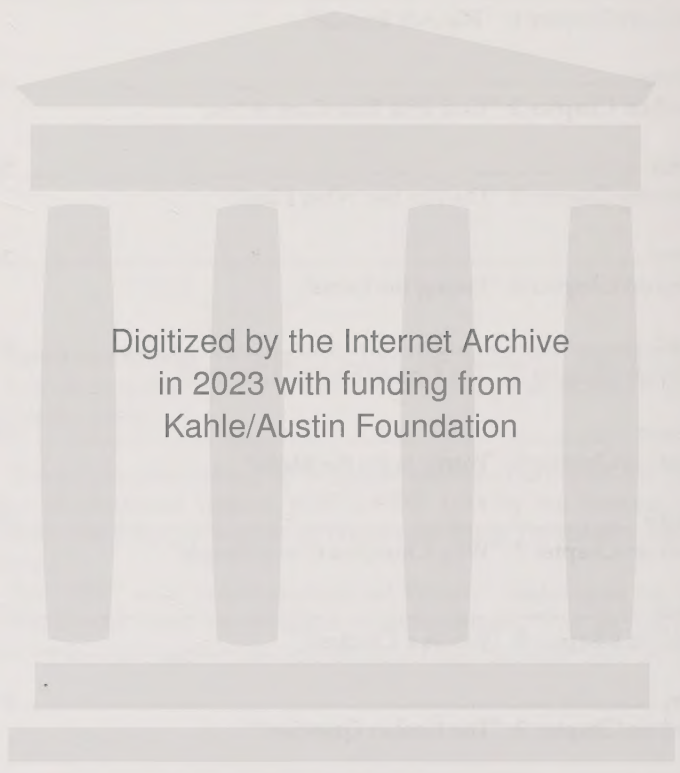 Digitized by the Internet Archive
in 2023 with funding from
Kahle/Austin Foundation